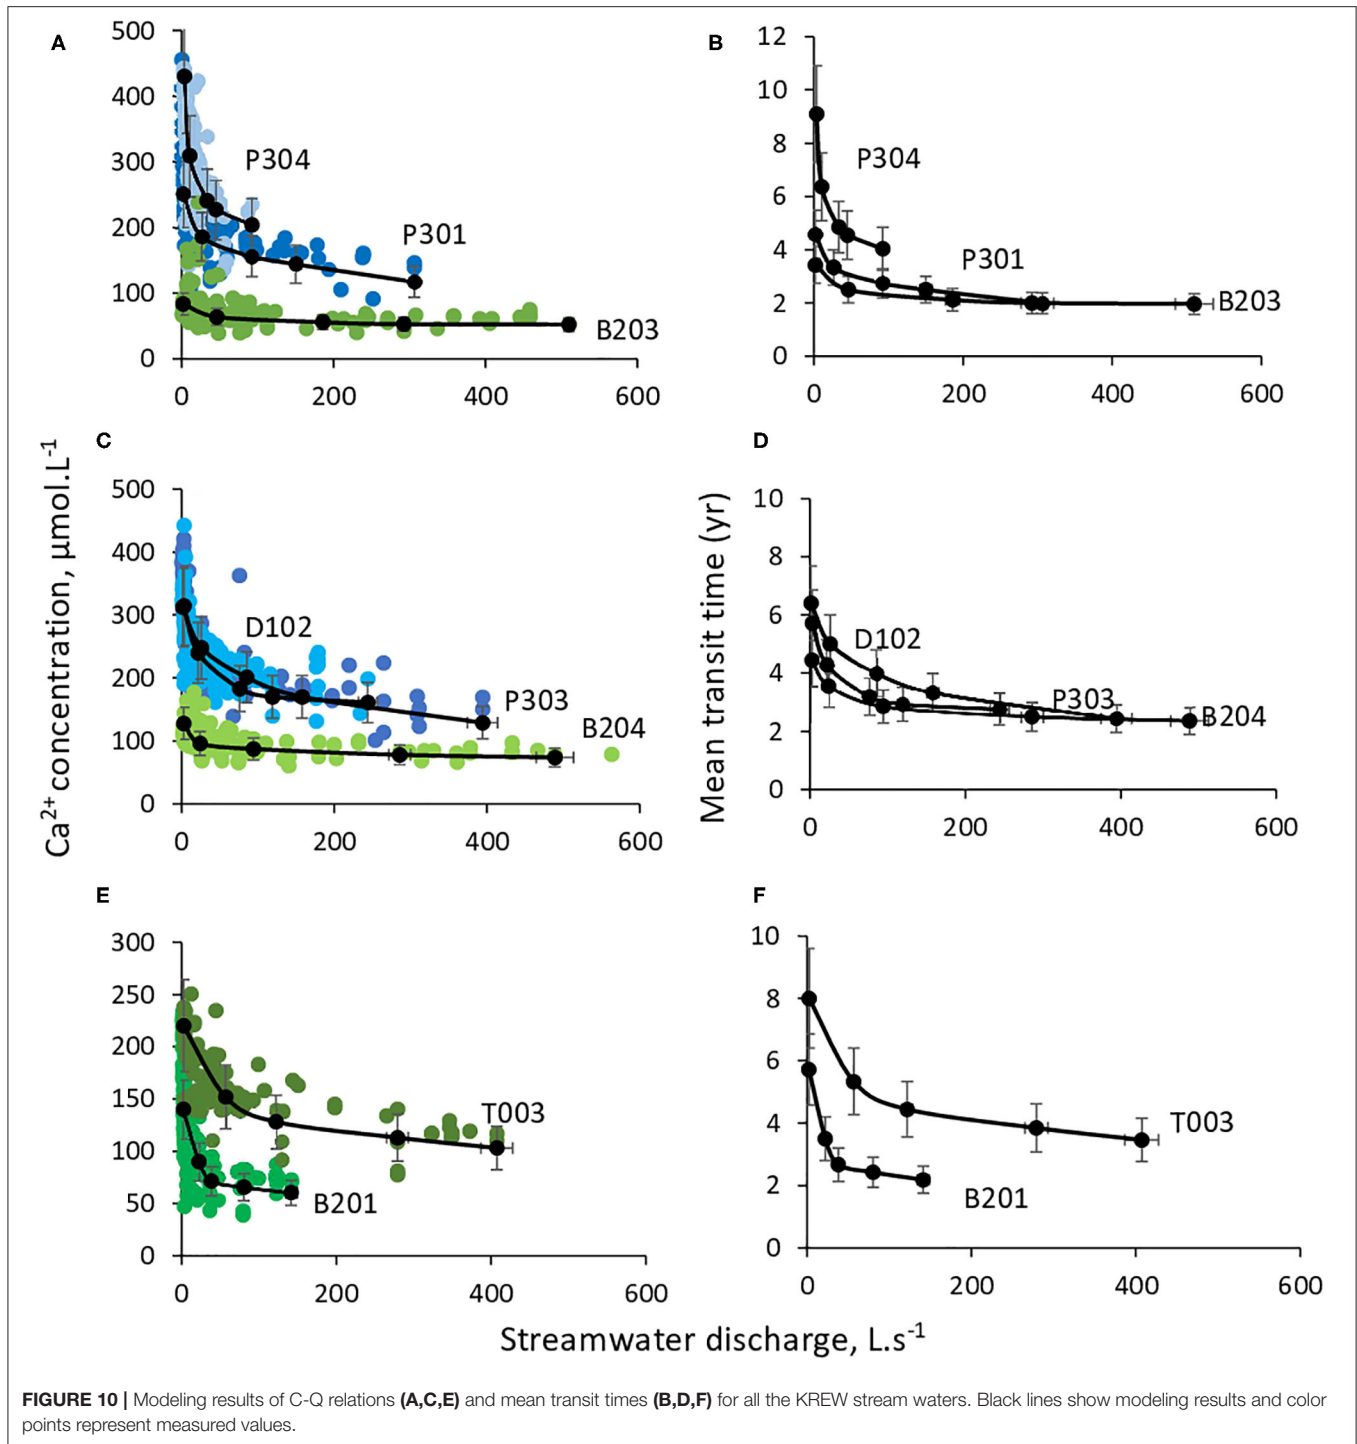 A
500
400
300
200
100
0
0
200
400
600
P304
P301
B203
B
12
10
8
6
4
2
0
0
200
400
600
P304
P301
B203
C
500
400
300
200
100
0
0
200
400
600
D102
P303
B204
D
10
8
6
4
2
0
0
200
400
600
D102
P303
B204
Ca²⁺ concentration, µmol.L⁻¹
Mean transit time (yr)
E
300
250
200
150
100
50
0
0
200
400
600
T003
B201
F
10
8
6
4
2
0
0
200
400
600
T003
B201
Streamwater discharge, L.s⁻¹
FIGURE 10 | Modeling results of C-Q relations (A,C,E) and mean transit times (B,D,F) for all the KREW stream waters. Black lines show modeling results and color
points represent measured values.